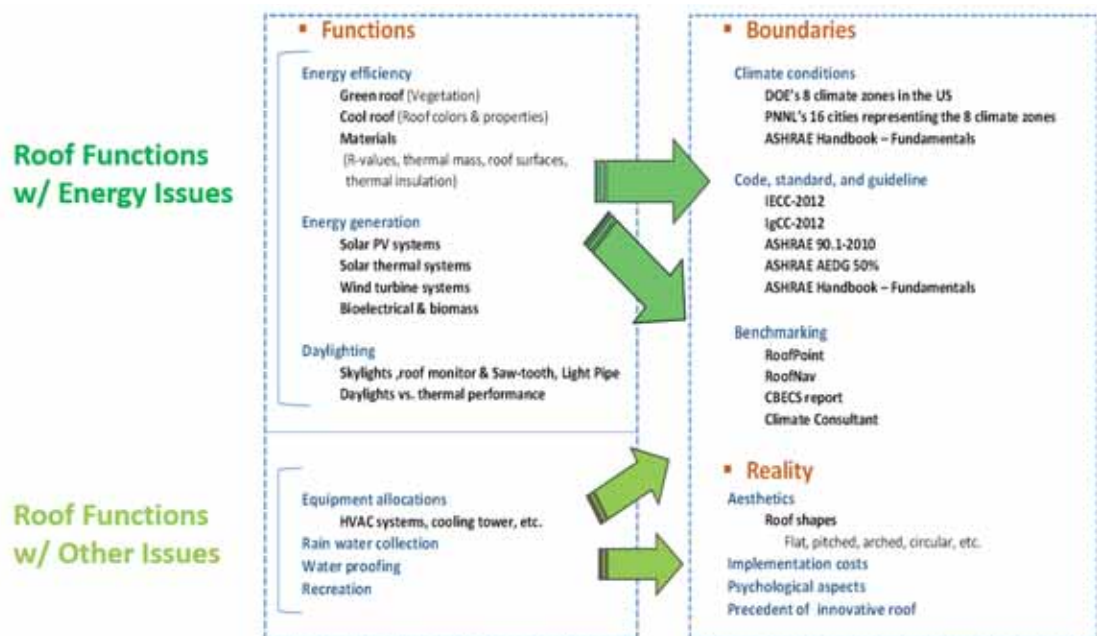 Roof Functions
w/ Energy Issues
▪ Functions
Energy efficiency
Green roof (Vegetation)
Cool roof (Roof colors & properties)
Materials
(R-values, thermal mass, roof surfaces,
thermal insulation)
Energy generation
Solar PV systems
Solar thermal systems
Wind turbine systems
Bioelectrical & biomass
Daylighting
Skylights ,roof monitor & Saw-tooth, Light Pipe
Daylights vs. thermal performance
Roof Functions
w/ Other Issues
Equipment allocations
HVAC systems, cooling tower, etc.
Rain water collection
Water proofing
Recreation
▪ Boundaries
Climate conditions
DOE's 8 climate zones in the US
PNNL's 16 cities representing the 8 climate zones
ASHRAE Handbook – Fundamentals
Code, standard, and guideline
IECC-2012
IgCC-2012
ASHRAE 90.1-2010
ASHRAE AEDG 50%
ASHRAE Handbook – Fundamentals
Benchmarking
RoofPoint
RoofNav
CBECS report
Climate Consultant
▪ Reality
Aesthetics
Roof shapes
Flat, pitched, arched, circular, etc.
Implementation costs
Psychological aspects
Precedent of innovative roof